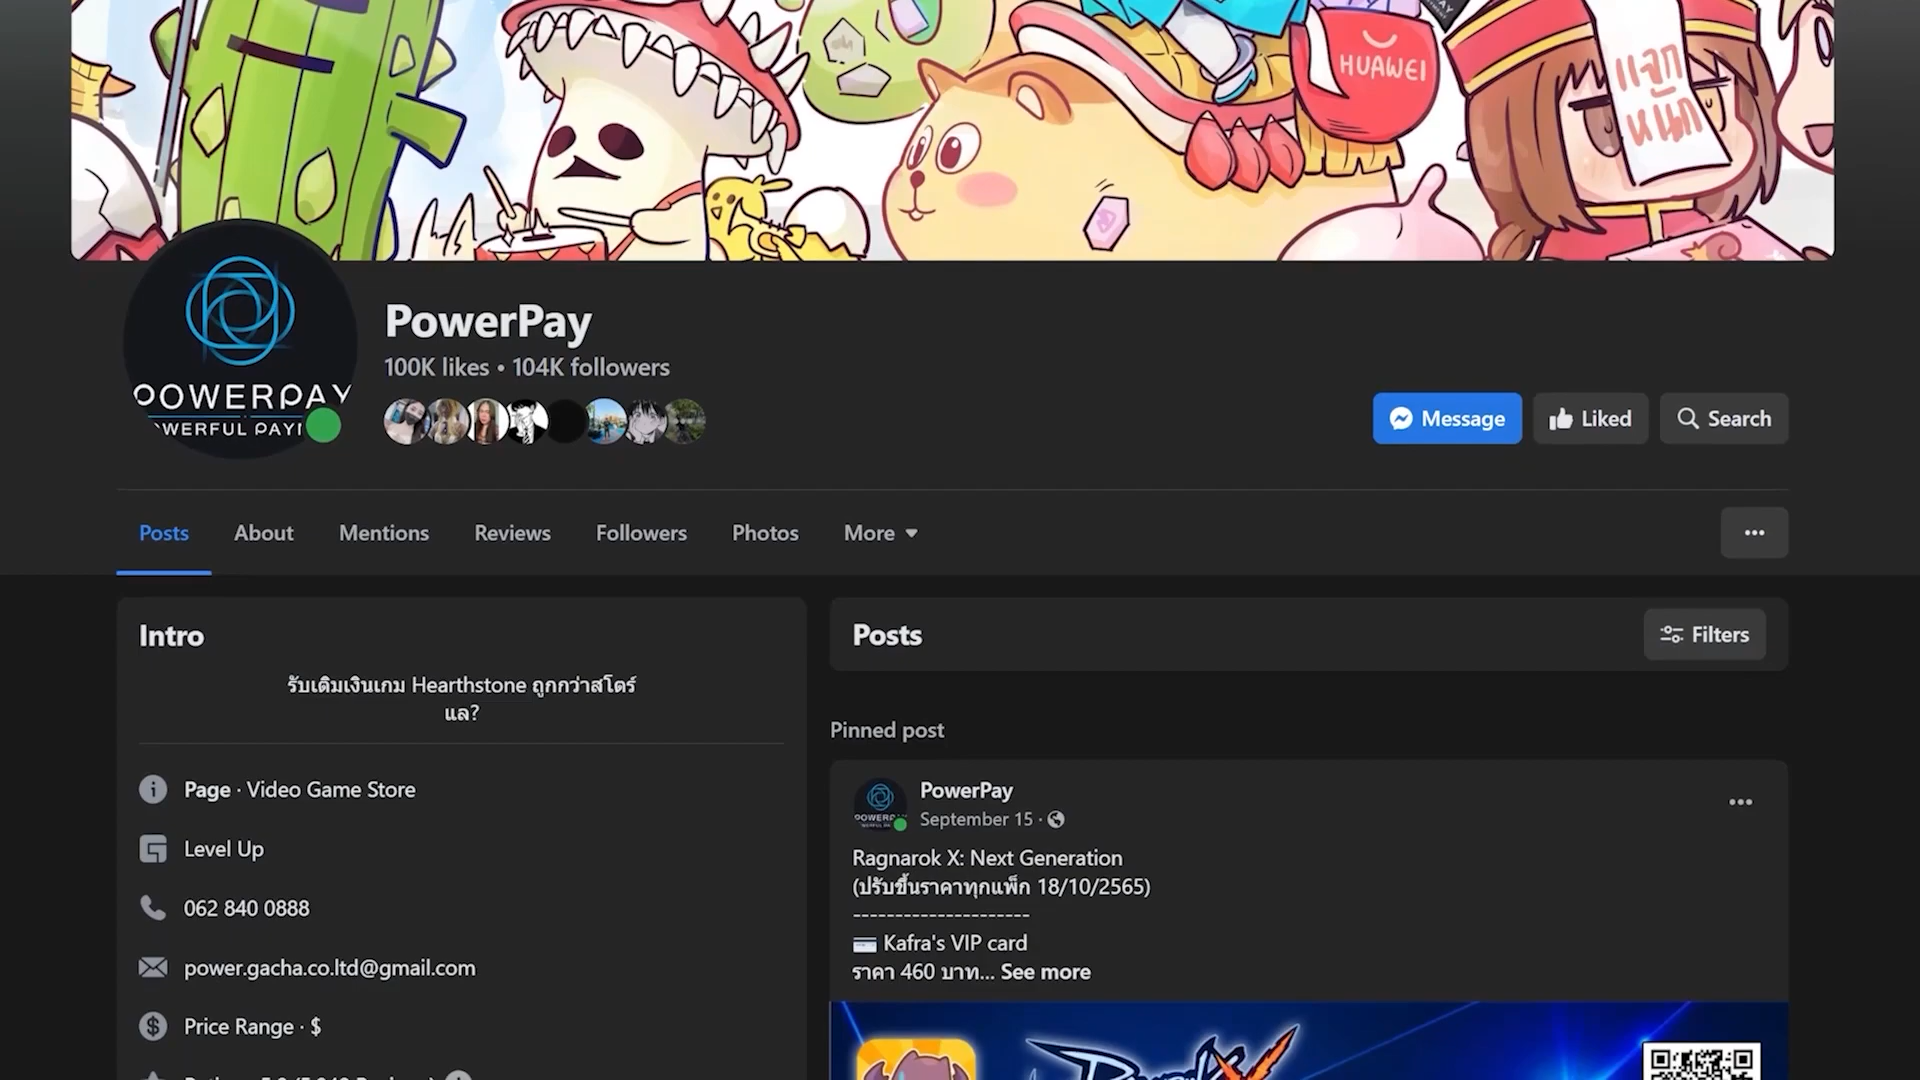 HUAWEI
แจก
หนัก
POWERPAY
PowerPay
100K likes • 104K followers
Message
Liked
Search
Posts
About
Mentions
Reviews
Followers
Photos
More
Intro
รับเติมเงินเกม Hearthstone ถูกกว่าสโตร์
แล?
Page · Video Game Store
Level Up
062 840 0888
power.gacha.co.ltd@gmail.com
Price Range · $
Posts
Filters
Pinned post
PowerPay
September 15 ·
Ragnarok X: Next Generation
(ปรับขึ้นราคาทุกแพ็ก 18/10/2565)
---------------------
Kafra's VIP card
ราคา 460 บาท... See more